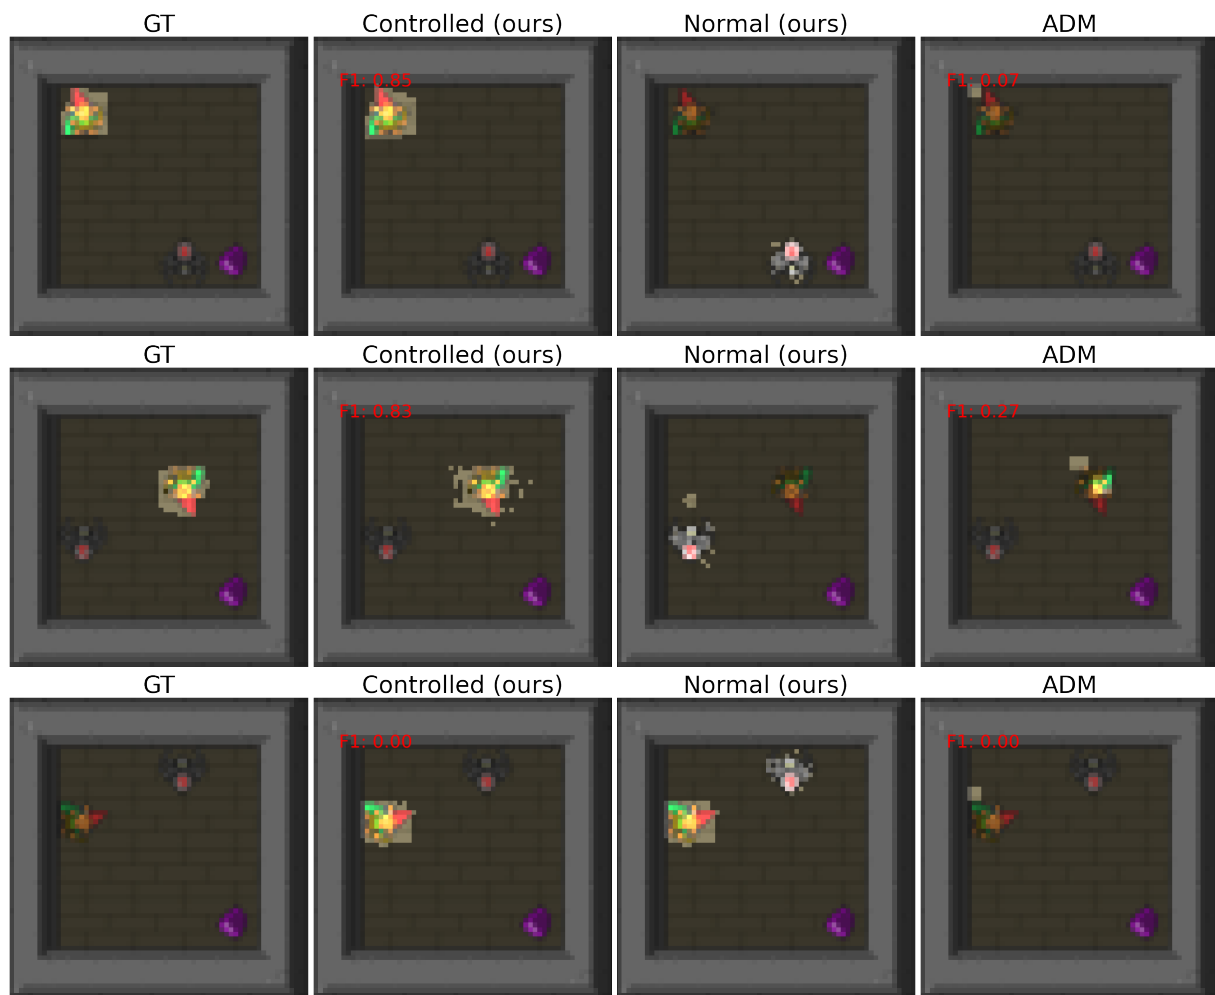 GT Controlled (ours) Normal (ours) ADM
F1: 0.85 F1: 0.07
GT Controlled (ours) Normal (ours) ADM
F1: 0.83 F1: 0.27
GT Controlled (ours) Normal (ours) ADM
F1: 0.00 F1: 0.00